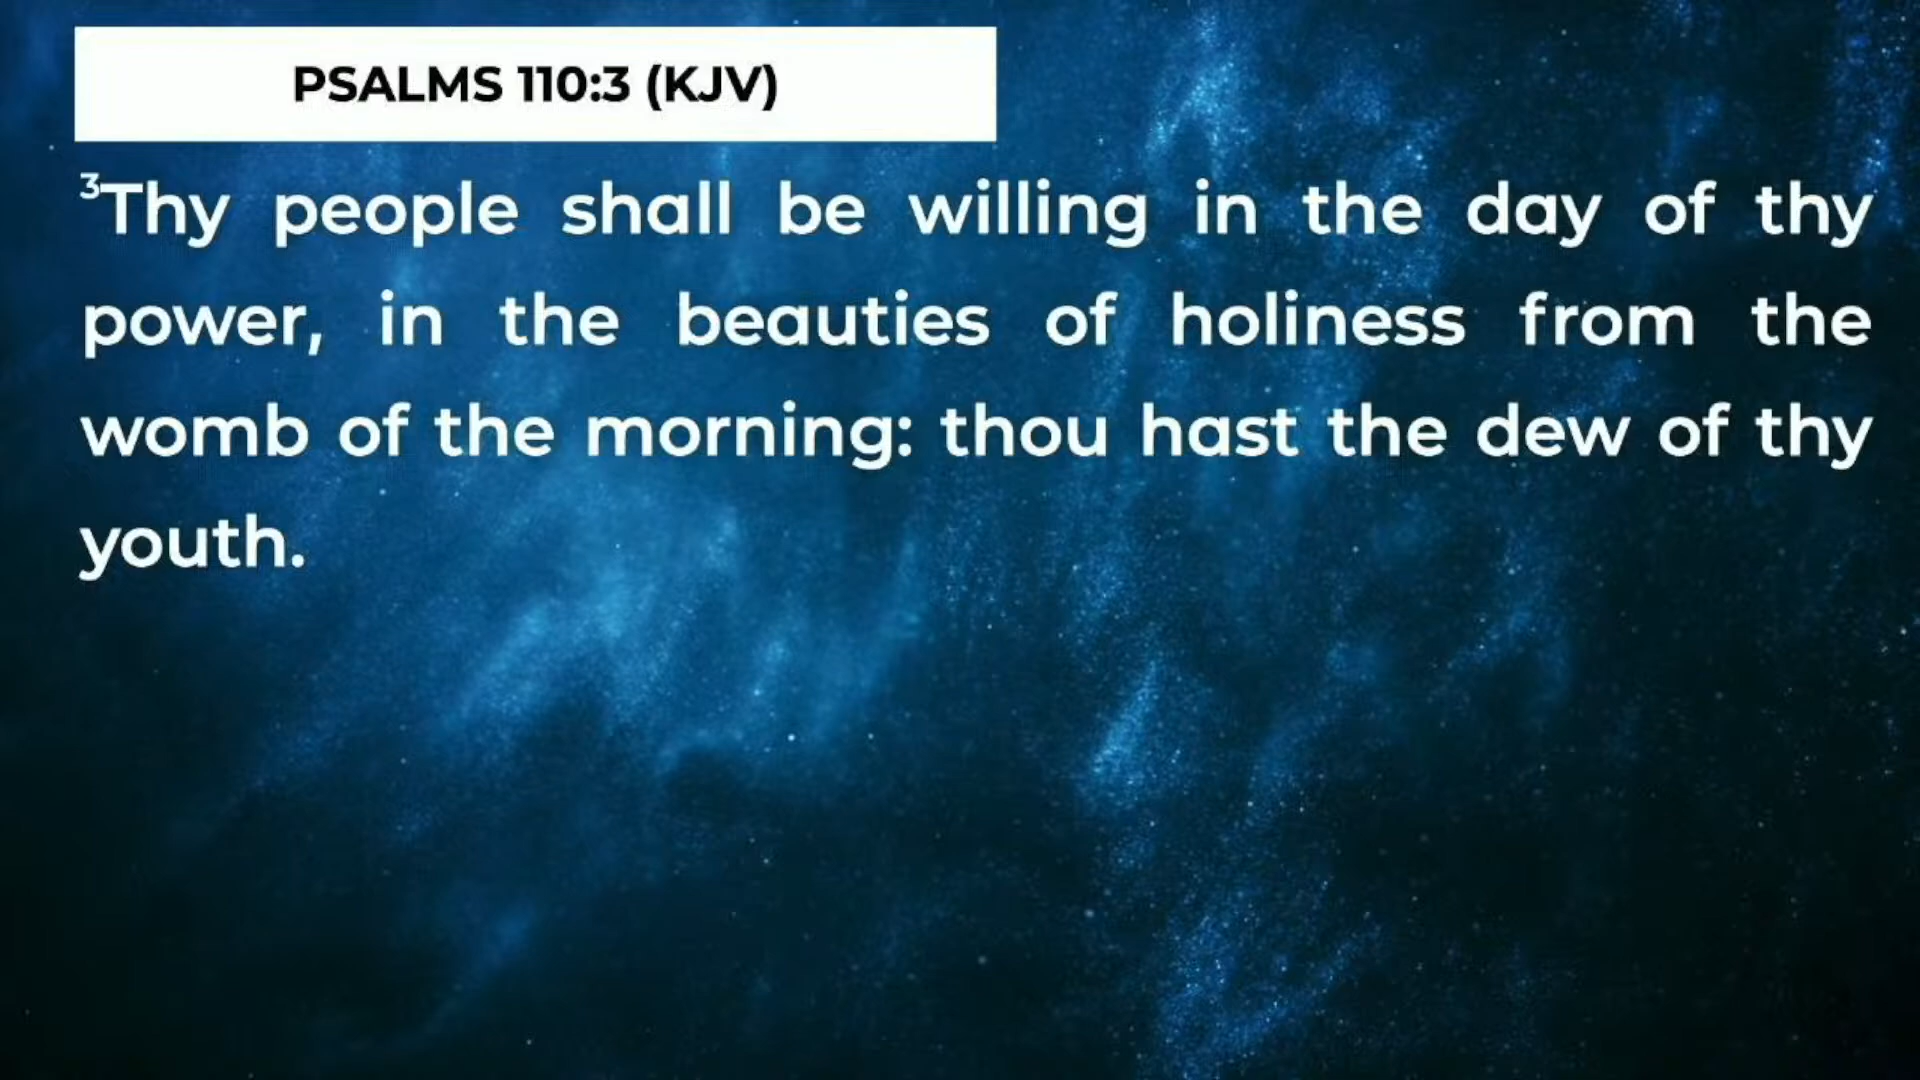 PSALMS 110:3 (KJV)
³Thy people shall be willing in the day of thy
power, in the beauties of holiness from the
womb of the morning: thou hast the dew of thy
youth.